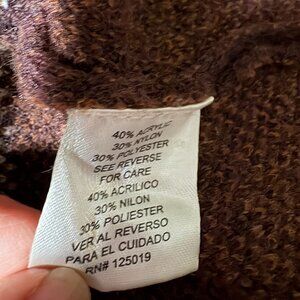 40% ACRYLIC
30% NYLON
30% POLYESTER
SEE REVERSE
FOR CARE
40% ACRILICO
30% NILON
30% POLIESTER
VER AL REVERSO
PARA EL CUIDADO
RN# 125019